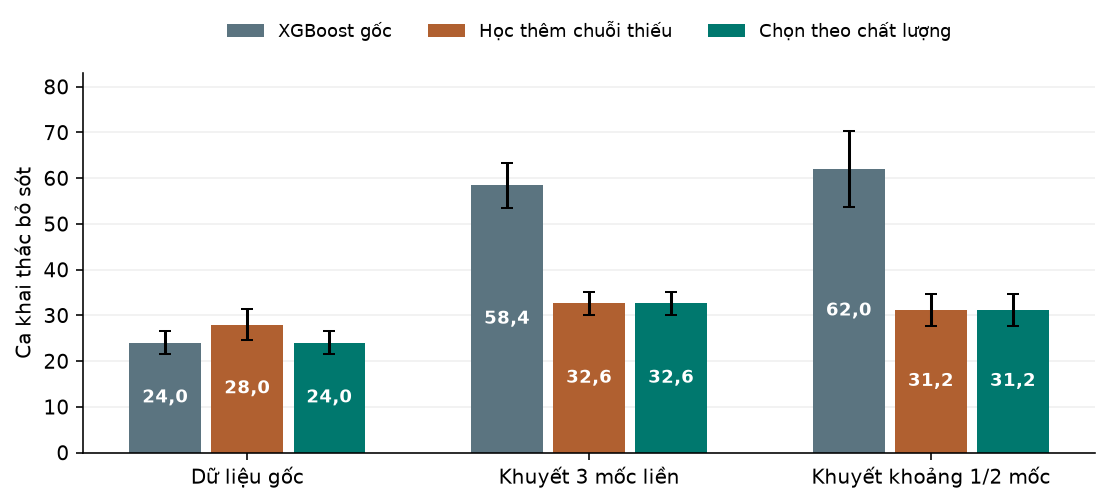 XGBoost gốc
Học thêm chuỗi thiếu
Chọn theo chất lượng
Ca khai thác bỏ sót
80
70
60
50
40
30
20
10
0
24,0
28,0
24,0
58,4
32,6
32,6
62,0
31,2
31,2
Dữ liệu gốc
Khuyết 3 mốc liền
Khuyết khoảng 1/2 mốc